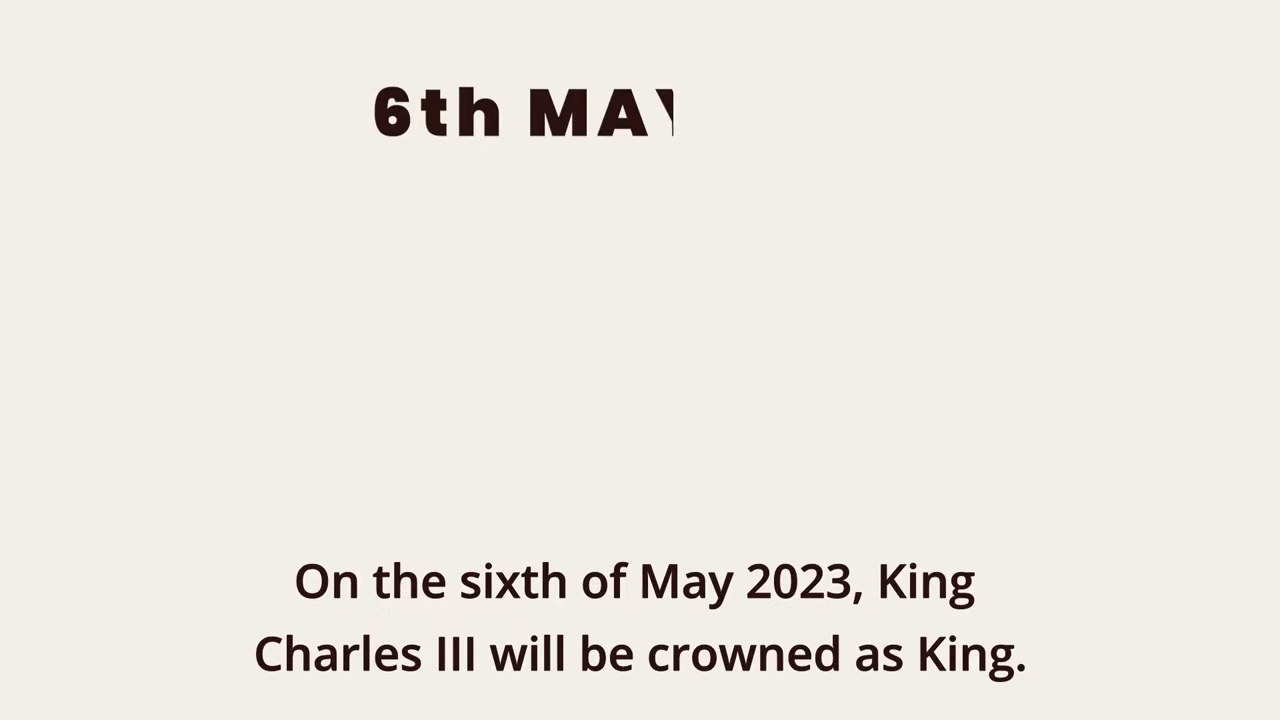 6th MAY
On the sixth of May 2023, King
Charles III will be crowned as King.